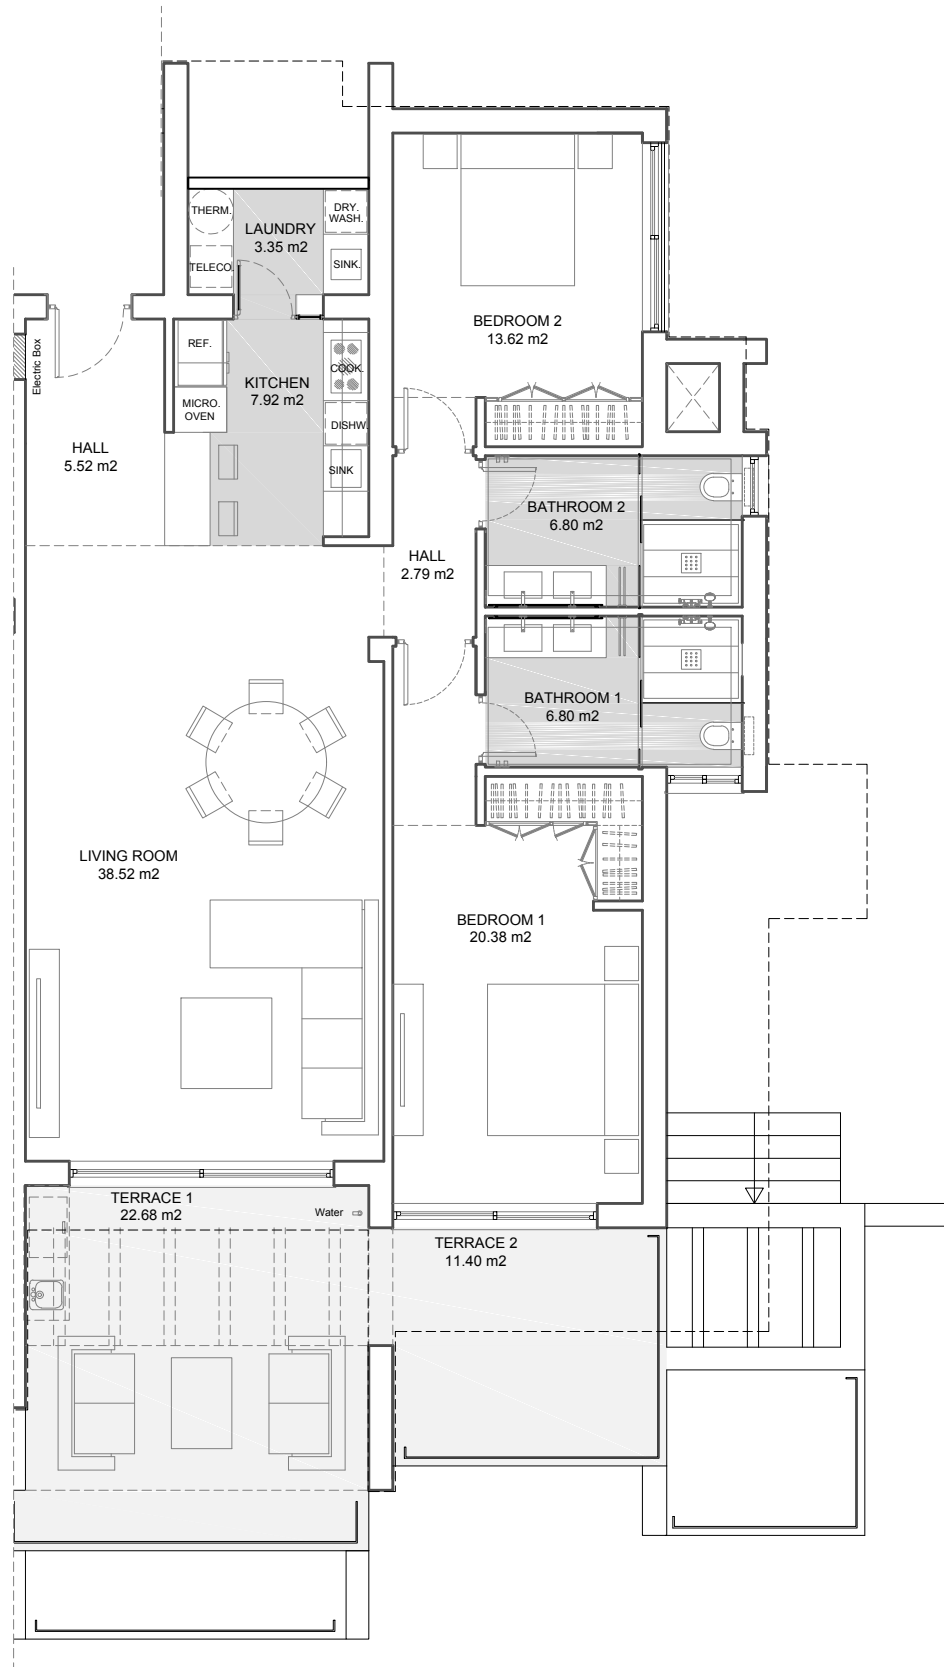 THERM.
LAUNDRY
3.35 m2
DRY.
WASH.
TELECO.
SINK.
BEDROOM 2
13.62 m2
Electric Box
REF.
KITCHEN
7.92 m2
COOK.
MICRO.
OVEN
DISHW.
HALL
5.52 m2
SINK
BATHROOM 2
6.80 m2
HALL
2.79 m2
BATHROOM 1
6.80 m2
LIVING ROOM
38.52 m2
BEDROOM 1
20.38 m2
TERRACE 1
22.68 m2
Water
TERRACE 2
11.40 m2